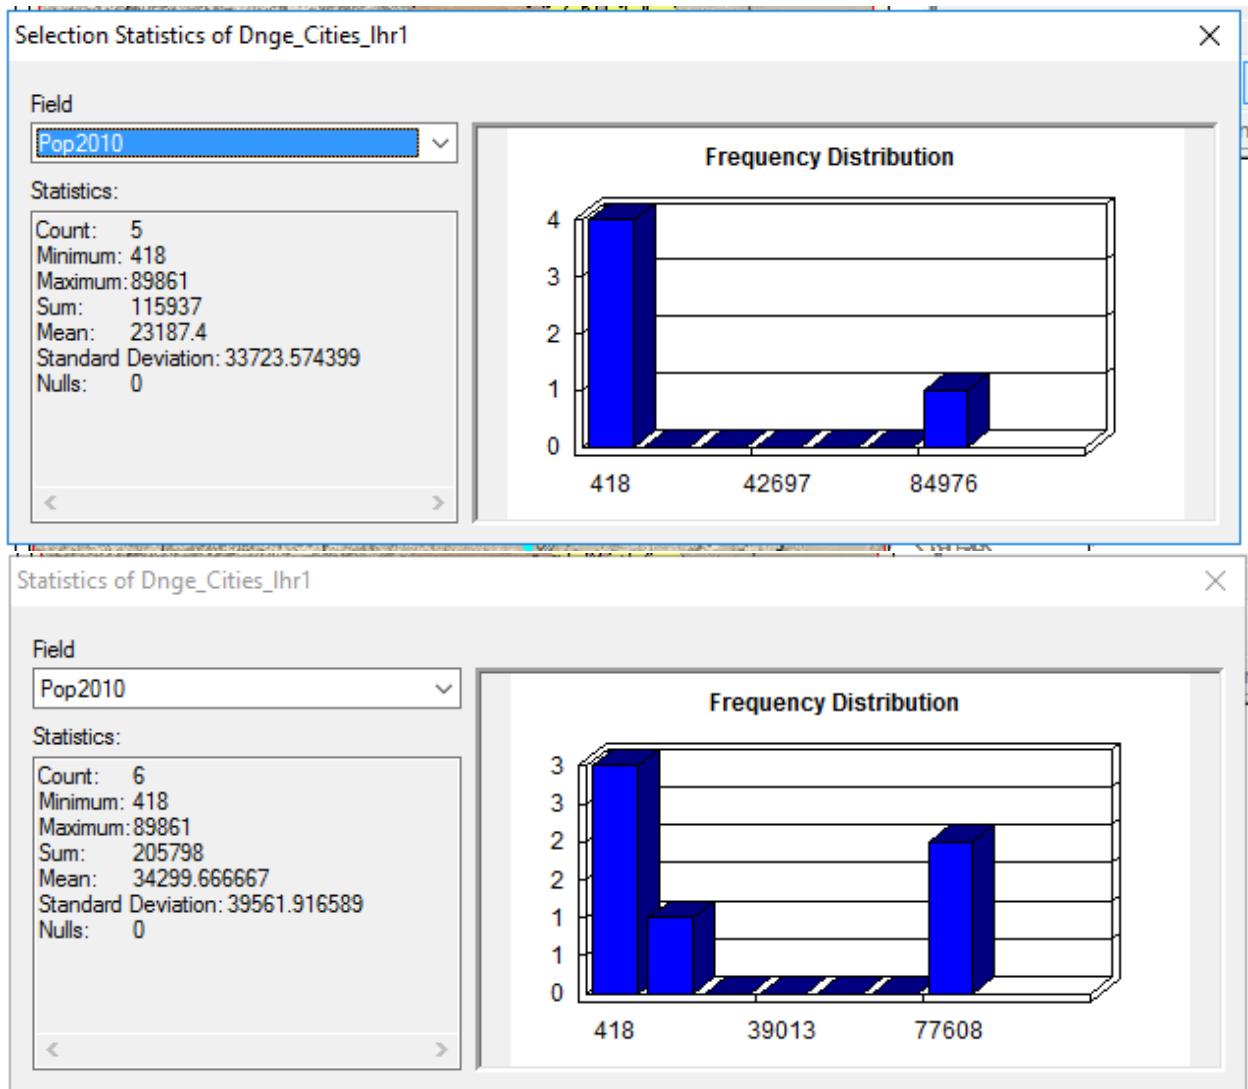 Selection Statistics of Dnge_Cities_lhr1
Field
Pop2010
Statistics:
Count: 5
Minimum: 418
Maximum: 89861
Sum: 115937
Mean: 23187.4
Standard Deviation: 33723.574399
Nulls: 0
Frequency Distribution
4
3
2
1
0
418 42697 84976
Statistics of Dnge_Cities_lhr1
Field
Pop2010
Statistics:
Count: 6
Minimum: 418
Maximum: 89861
Sum: 205798
Mean: 34299.666667
Standard Deviation: 39561.916589
Nulls: 0
Frequency Distribution
3
3
2
2
1
1
0
418 39013 77608